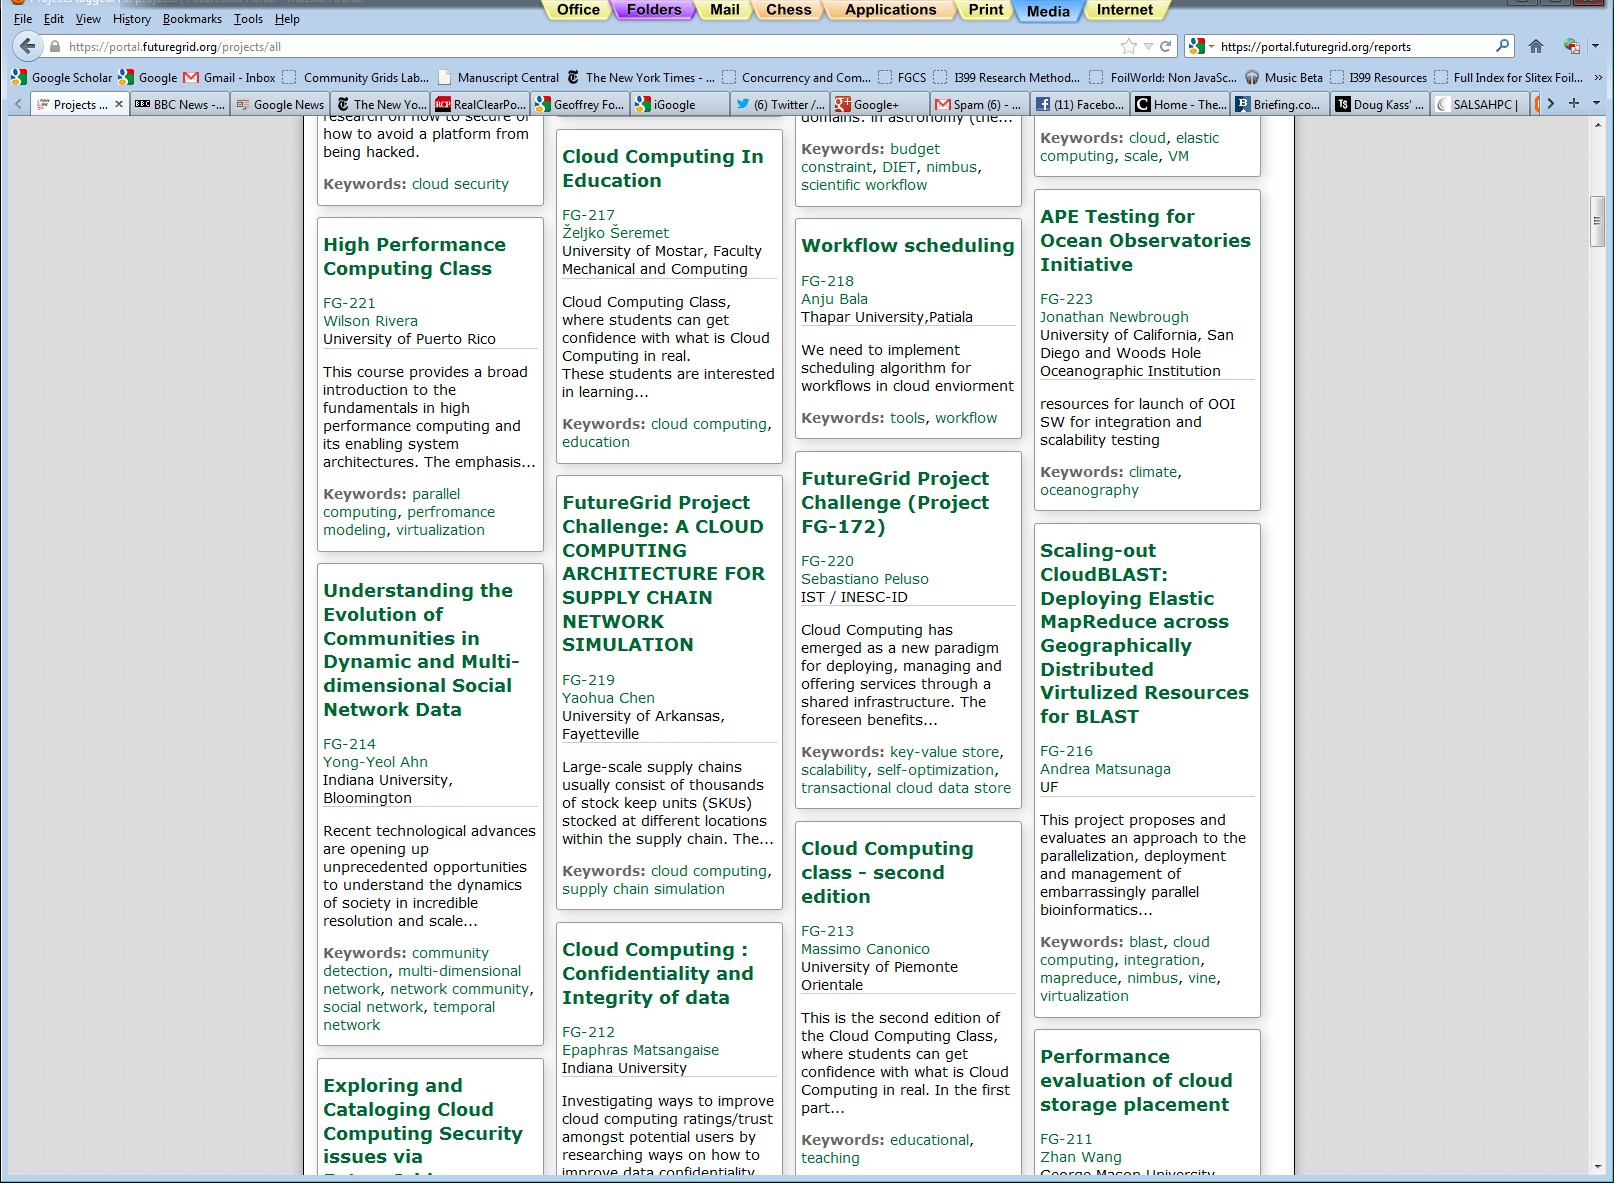 Office
Folders
Mail
Chess
Applications
Print
Media
Internet
File Edit View History Bookmarks Tools Help
https://portal.futuregrid.org/projects/all
https://portal.futuregrid.org/reports
Google Scholar
Google
Gmail - Inbox
Community Grids Lab...
Manuscript Central
The New York Times - ...
Concurrency and Com...
FGCS
I399 Research Method...
FoilWorld: Non JavaSc...
Music Beta
I399 Resources
Full Index for Slitex Foil...
Projects ...
BBC News -...
Google News
The New Yo...
RealClearPo...
Geoffrey Fo...
iGoogle
(6) Twitter /...
Google+
Spam (6) - ...
(11) Facebo...
Home - The...
Briefing.co...
Doug Kass' ...
SALSAHPC |
research on how to secure or
how to avoid a platform from
being hacked.
Keywords: cloud security
High Performance
Computing Class
FG-221
Wilson Rivera
University of Puerto Rico
This course provides a broad
introduction to the
fundamentals in high
performance computing and
its enabling system
architectures. The emphasis...
Keywords: parallel
computing, perfromance
modeling, virtualization
Understanding the
Evolution of
Communities in
Dynamic and Multi-
dimensional Social
Network Data
FG-214
Yong-Yeol Ahn
Indiana University,
Bloomington
Recent technological advances
are opening up
unprecedented opportunities
to understand the dynamics
of society in incredible
resolution and scale...
Keywords: community
detection, multi-dimensional
network, network community,
social network, temporal
network
Exploring and
Cataloging Cloud
Computing Security
issues via
Cloud Computing In
Education
FG-217
Željko Šeremet
University of Mostar, Faculty
Mechanical and Computing
Cloud Computing Class,
where students can get
confidence with what is Cloud
Computing in real.
These students are interested
in learning...
Keywords: cloud computing,
education
FutureGrid Project
Challenge: A CLOUD
COMPUTING
ARCHITECTURE FOR
SUPPLY CHAIN
NETWORK
SIMULATION
FG-219
Yaohua Chen
University of Arkansas,
Fayetteville
Large-scale supply chains
usually consist of thousands
of stock keep units (SKUs)
stocked at different locations
within the supply chain. The...
Keywords: cloud computing,
supply chain simulation
Cloud Computing :
Confidentiality and
Integrity of data
FG-212
Epaphras Matsangaise
Indiana University
Investigating ways to improve
cloud computing ratings/trust
amongst potential users by
researching ways on how to
improve data confidentiality
domains. In astronomy (the...
Keywords: budget
constraint, DIET, nimbus,
scientific workflow
Workflow scheduling
FG-218
Anju Bala
Thapar University,Patiala
We need to implement
scheduling algorithm for
workflows in cloud enviorment
Keywords: tools, workflow
FutureGrid Project
Challenge (Project
FG-172)
FG-220
Sebastiano Peluso
IST / INESC-ID
Cloud Computing has
emerged as a new paradigm
for deploying, managing and
offering services through a
shared infrastructure. The
foreseen benefits...
Keywords: key-value store,
scalability, self-optimization,
transactional cloud data store
Cloud Computing
class - second
edition
FG-213
Massimo Canonico
University of Piemonte
Orientale
This is the second edition of
the Cloud Computing Class,
where students can get
confidence with what is Cloud
Computing in real. In the first
part...
Keywords: educational,
teaching
Keywords: cloud, elastic
computing, scale, VM
APE Testing for
Ocean Observatories
Initiative
FG-223
Jonathan Newbrough
University of California, San
Diego and Woods Hole
Oceanographic Institution
resources for launch of OOI
SW for integration and
scalability testing
Keywords: climate,
oceanography
Scaling-out
CloudBLAST:
Deploying Elastic
MapReduce across
Geographically
Distributed
Virtulized Resources
for BLAST
FG-216
Andrea Matsunaga
UF
This project proposes and
evaluates an approach to the
parallelization, deployment
and management of
embarrassingly parallel
bioinformatics...
Keywords: blast, cloud
computing, integration,
mapreduce, nimbus, vine,
virtualization
Performance
evaluation of cloud
storage placement
FG-211
Zhan Wang
George Mason University